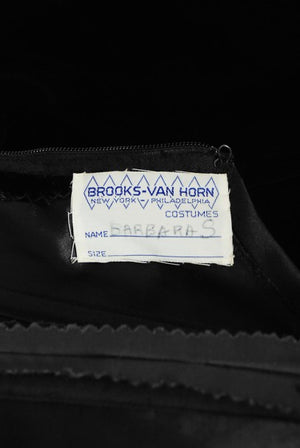 BROOKS-VAN HORN
NEW YORK - PHILADELPHIA
COSTUMES
NAME BARBARA S
SIZE